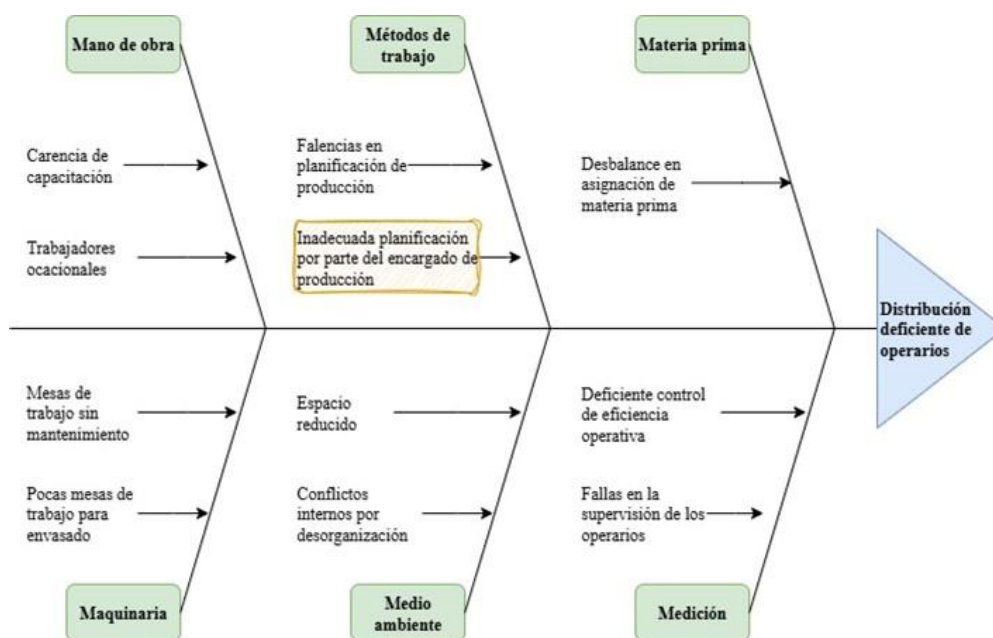 Mano de obra
Métodos de
trabajo
Materia prima
Carencia de
capacitación
Trabajadores
ocacionales
Falencias en
planificación de
producción
Inadecuada planificación
por parte del encargado de
producción
Desbalance en
asignación de
materia prima
Distribución
deficiente de
operarios
Mesas de
trabajo sin
mantenimiento
Pocas mesas de
trabajo para
envasado
Espacio
reducido
Conflictos
internos por
desorganización
Deficiente control
de eficiencia
operativa
Fallas en la
supervisión de los
operarios
Maquinaria
Medio
ambiente
Medición